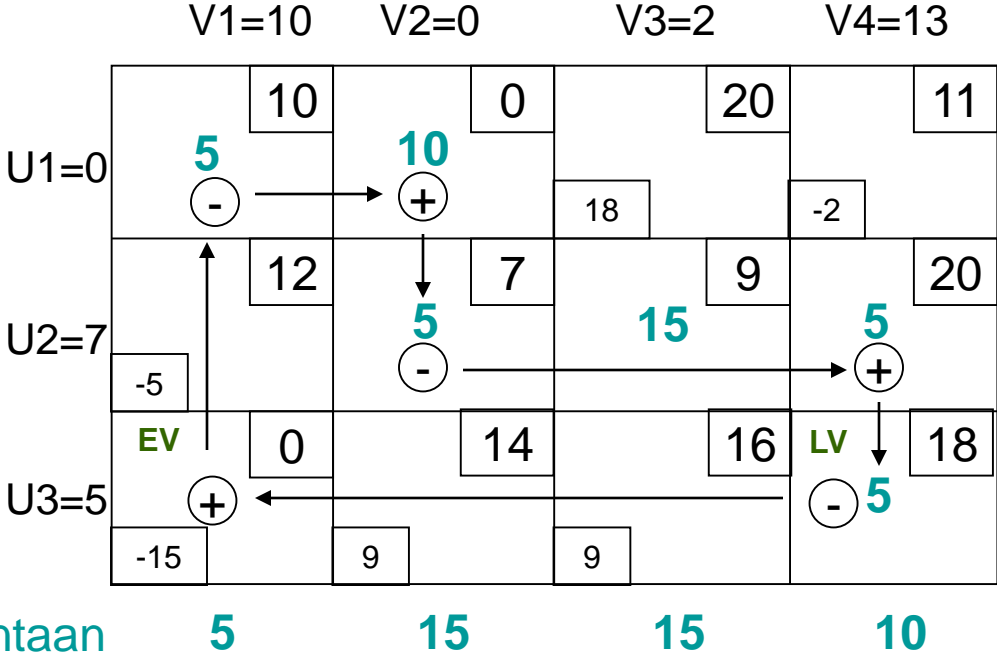 V1=10 V2=0 V3=2 V4=13
10 0 20 11
5 10
U1=0
- + 18 -2
12 7 9 20
5 15 5
U2=7
-5 - +
EV 0 14 16 LV 18
U3=5 + - 5
-15 9 9
ntaan 5 15 15 10